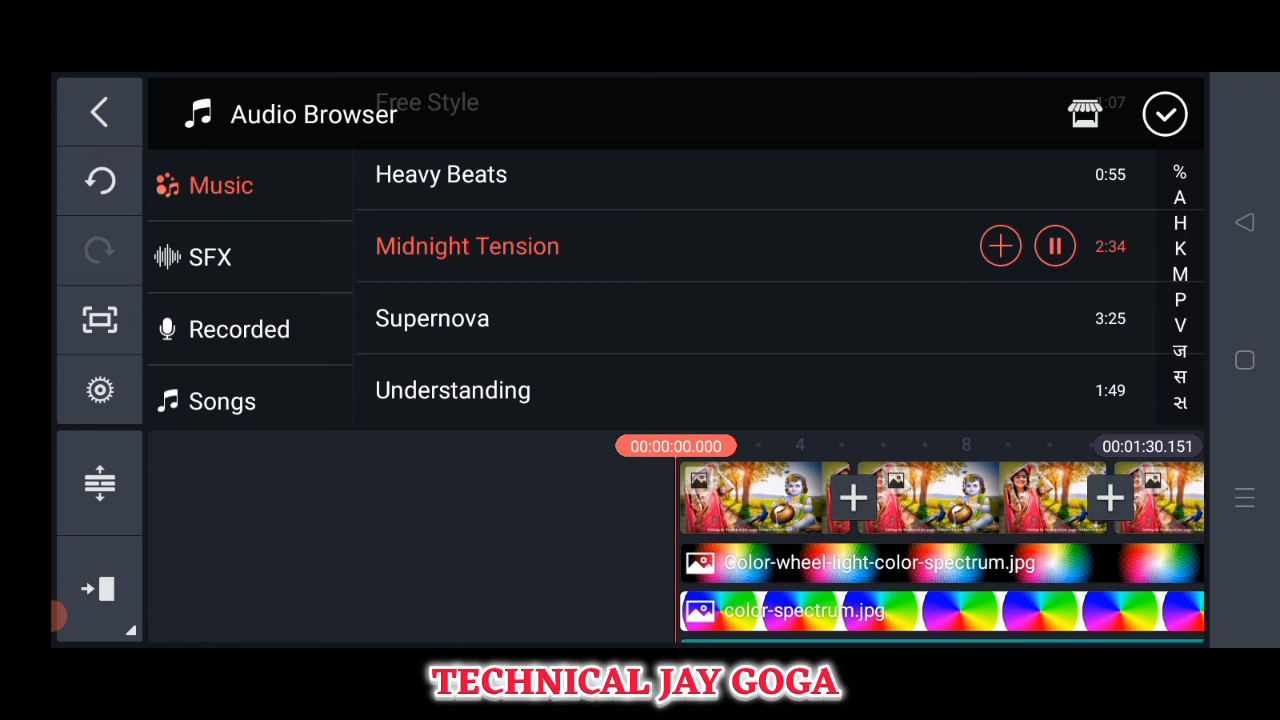 Free Style 1:07
Audio Browser
Music
SFX
Recorded
Songs
Heavy Beats 0:55
Midnight Tension 2:34
Supernova 3:25
Understanding 1:49
%
A
H
K
M
P
V
ज
स
સ
00:00:00.000 4 8 00:01:30.151
Color-wheel-light-color-spectrum.jpg
color-spectrum.jpg
TECHNICAL JAY GOGA